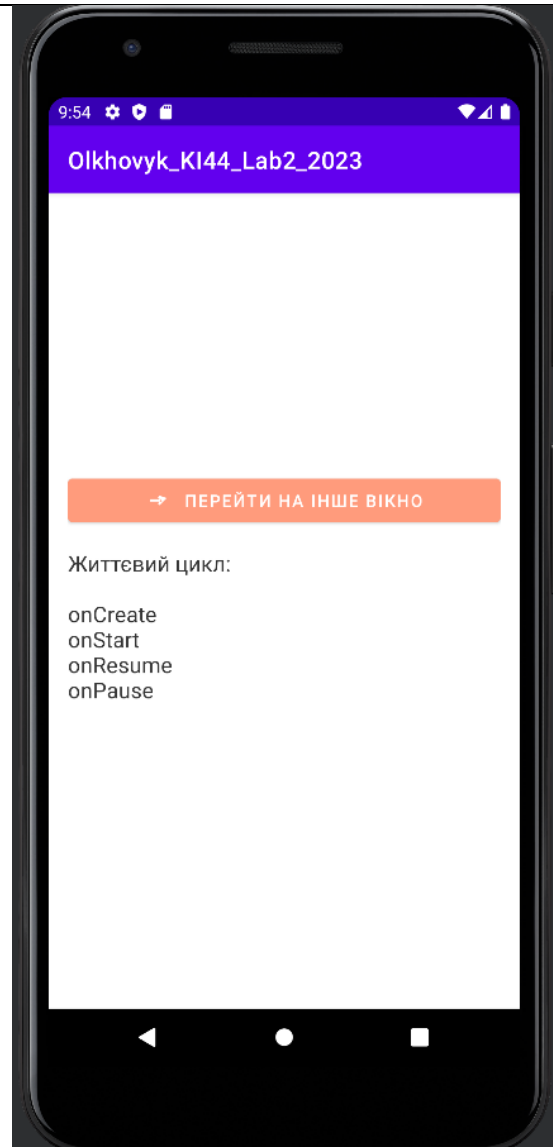 9:54
Olkhovyk_KI44_Lab2_2023
ПЕРЕЙТИ НА ІНШЕ ВІКНО
Життєвий цикл:
onCreate
onStart
onResume
onPause